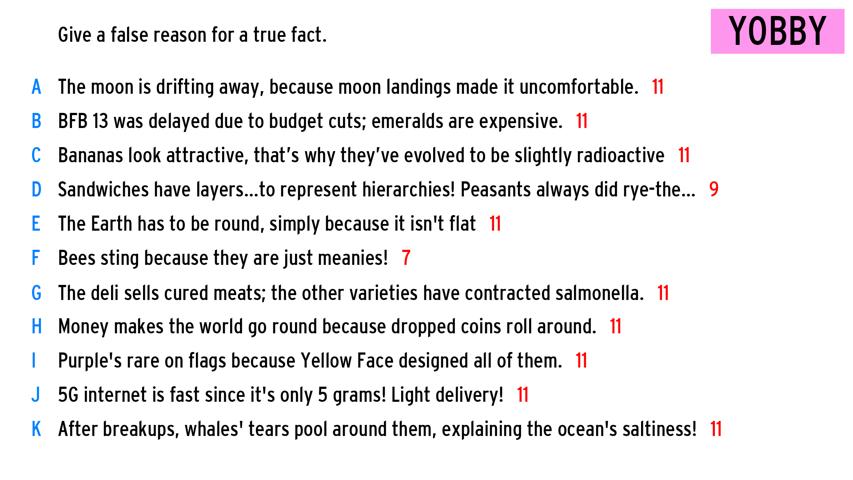 Give a false reason for a true fact.
YOBBY
A The moon is drifting away, because moon landings made it uncomfortable. 11
B BFB 13 was delayed due to budget cuts; emeralds are expensive. 11
C Bananas look attractive, that's why they've evolved to be slightly radioactive 11
D Sandwiches have layers...to represent hierarchies! Peasants always did rye-the... 9
E The Earth has to be round, simply because it isn't flat 11
F Bees sting because they are just meanies! 7
G The deli sells cured meats; the other varieties have contracted salmonella. 11
H Money makes the world go round because dropped coins roll around. 11
I Purple's rare on flags because Yellow Face designed all of them. 11
J 5G internet is fast since it's only 5 grams! Light delivery! 11
K After breakups, whales' tears pool around them, explaining the ocean's saltiness! 11